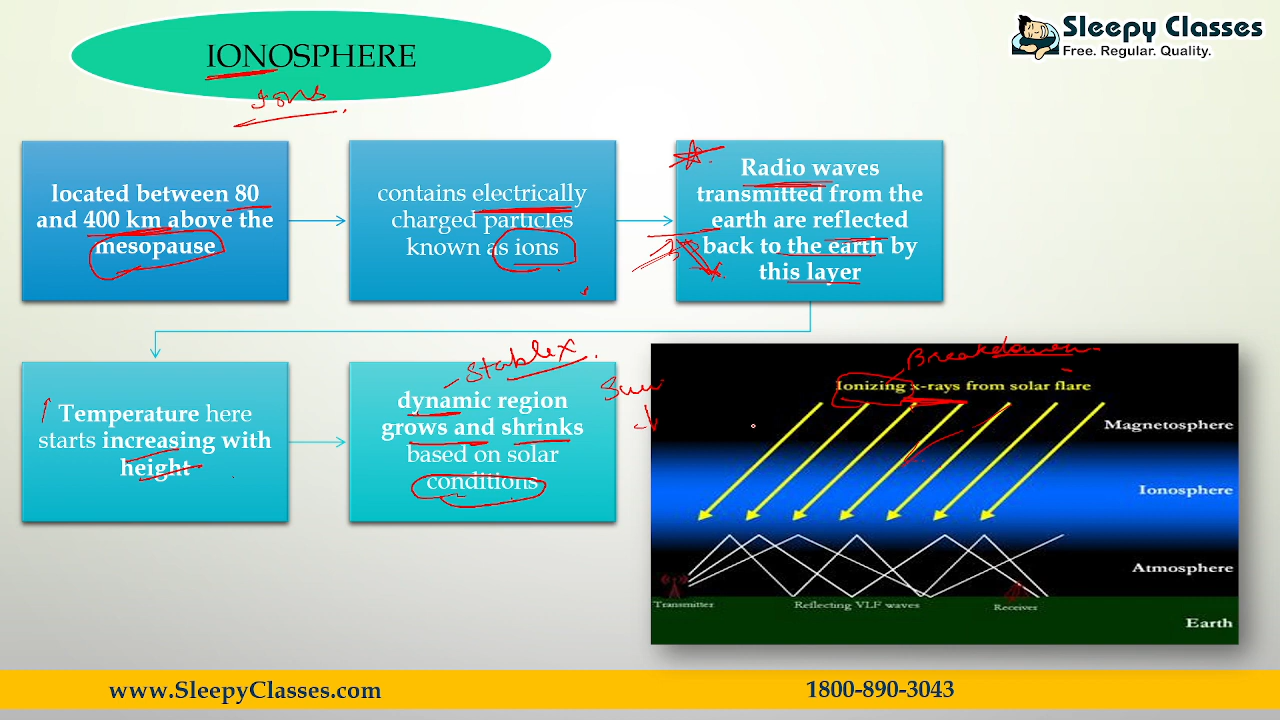 IONOSPHERE
Ions
Sleepy Classes
Free. Regular. Quality.
located between 80
and 400 km above the
mesopause
contains electrically
charged particles
known as ions
Radio waves
transmitted from the
earth are reflected
back to the earth by
this layer
Temperature here
starts increasing with
height
Stable X
dynamic region
grows and shrinks
based on solar
conditions
Breakdown
Ionizing x-rays from solar flare
Magnetosphere
Ionosphere
Atmosphere
Transmitter
Reflecting VLF waves
Receiver
Earth
www.SleepyClasses.com
1800-890-3043